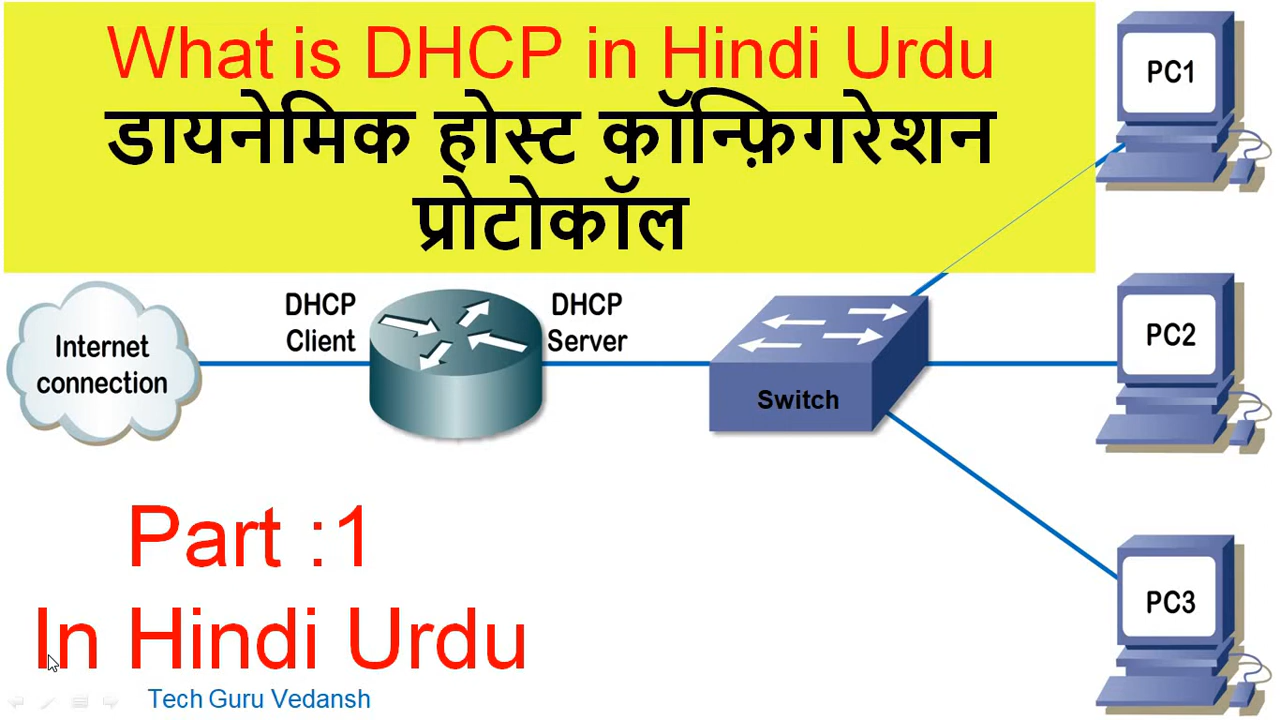 What is DHCP in Hindi Urdu
डायनेमिक होस्ट कॉन्फ़िगरेशन
प्रोटोकॉल
PC1
DHCP
Client
DHCP
Server
Internet
connection
Switch
PC2
Part :1
In Hindi Urdu
PC3
Tech Guru Vedansh